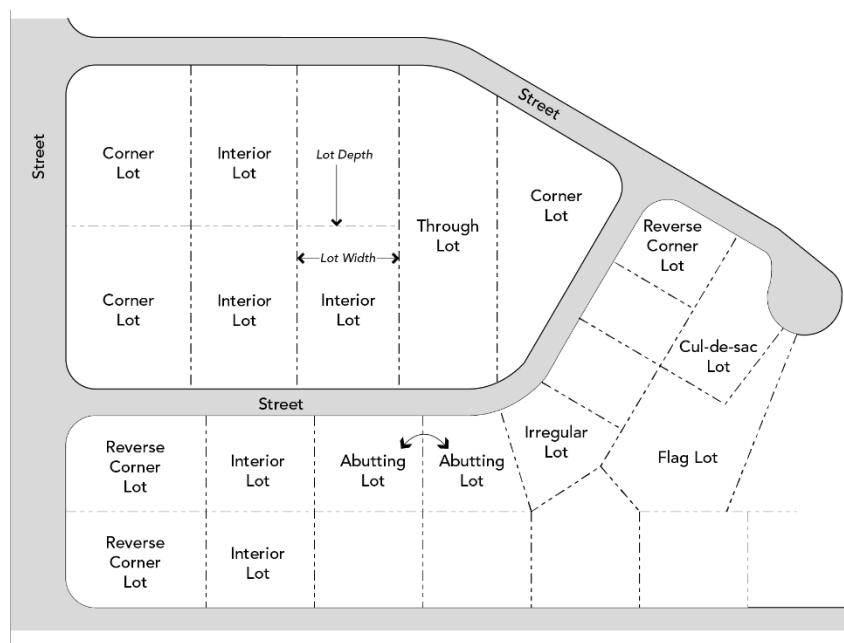 Street
Street
Corner
Lot
Interior
Lot
Lot Depth
Through
Lot
Corner
Lot
Reverse
Corner
Lot
Lot Width
Corner
Lot
Interior
Lot
Interior
Lot
Cul-de-sac
Lot
Street
Reverse
Corner
Lot
Interior
Lot
Abutting
Lot
Abutting
Lot
Irregular
Lot
Flag Lot
Reverse
Corner
Lot
Interior
Lot